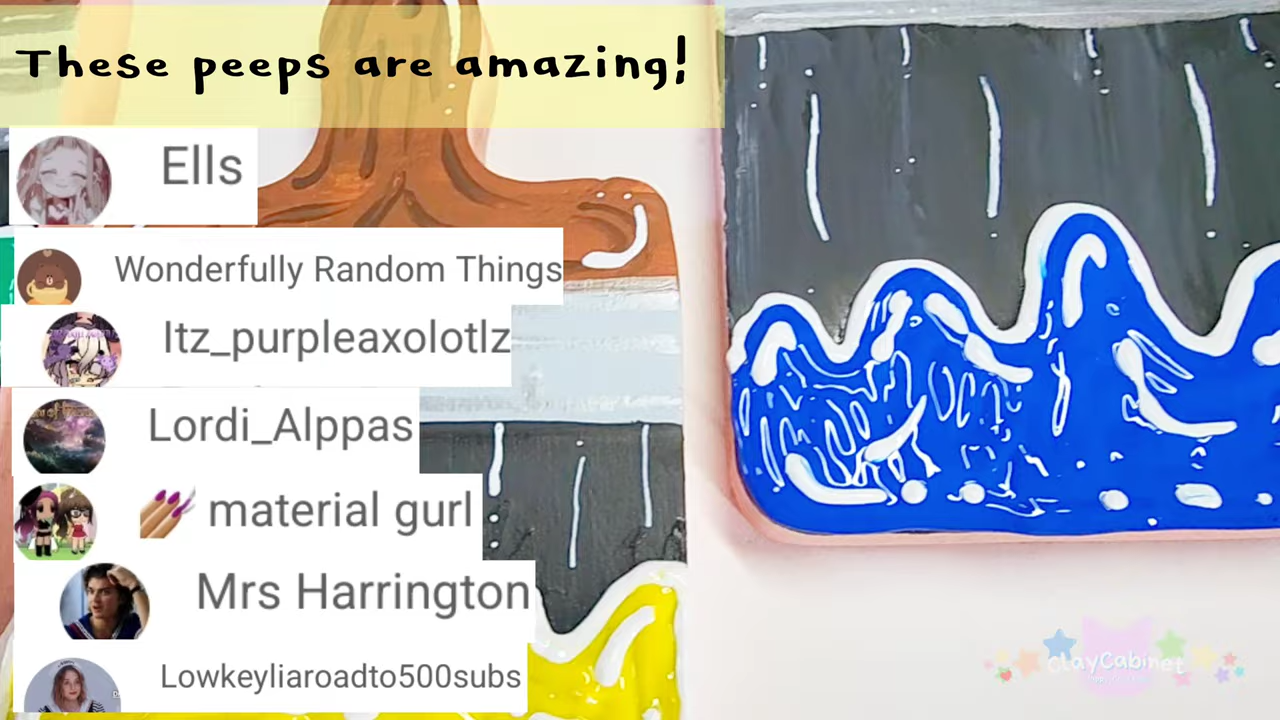 These peeps are amazing!
Ells
Wonderfully Random Things
Itz_purpleaxolotlz
Lordi_Alppas
💅 material gurl
Mrs Harrington
Lowkeyliaroadto500subs
ClayCabinet